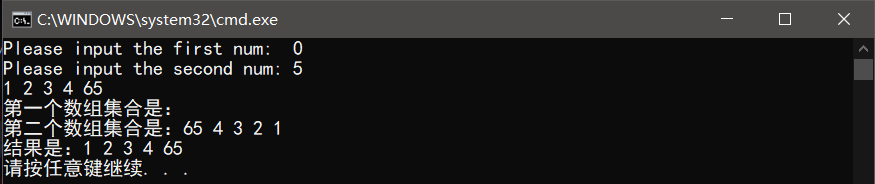 C:\WINDOWS\system32\cmd.exe
Please input the first num:  0
Please input the second num: 5
1 2 3 4 65
第一个数组集合是:
第二个数组集合是: 65 4 3 2 1
结果是: 1 2 3 4 65
请按任意键继续. . .